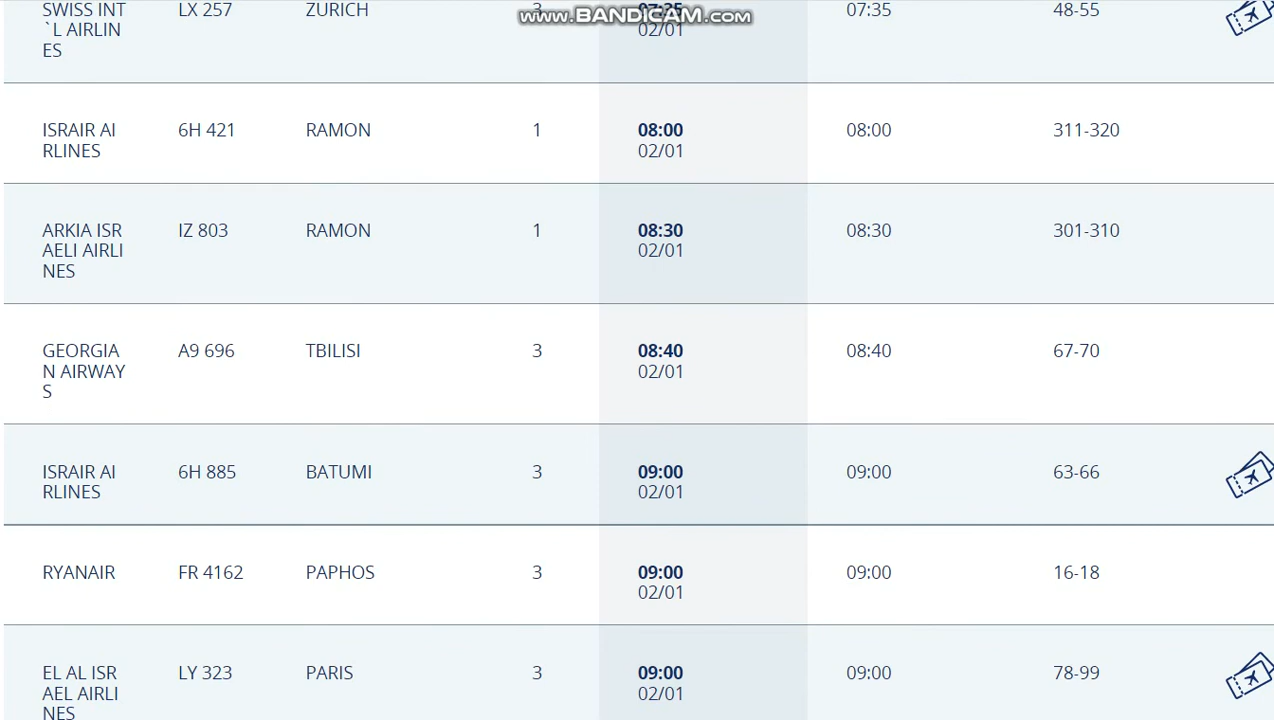 www.BANDICAM.com
SWISS INT LX 257 ZURICH 3 07:35 07:35 48-55
`L AIRLIN 02/01
ES
ISRAIR AI 6H 421 RAMON 1 08:00 08:00 311-320
RLINES 02/01
ARKIA ISR IZ 803 RAMON 1 08:30 08:30 301-310
AELI AIRLI 02/01
NES
GEORGIA A9 696 TBILISI 3 08:40 08:40 67-70
N AIRWAY 02/01
S
ISRAIR AI 6H 885 BATUMI 3 09:00 09:00 63-66
RLINES 02/01
RYANAIR FR 4162 PAPHOS 3 09:00 09:00 16-18
02/01
EL AL ISR LY 323 PARIS 3 09:00 09:00 78-99
AEL AIRLI 02/01
NES